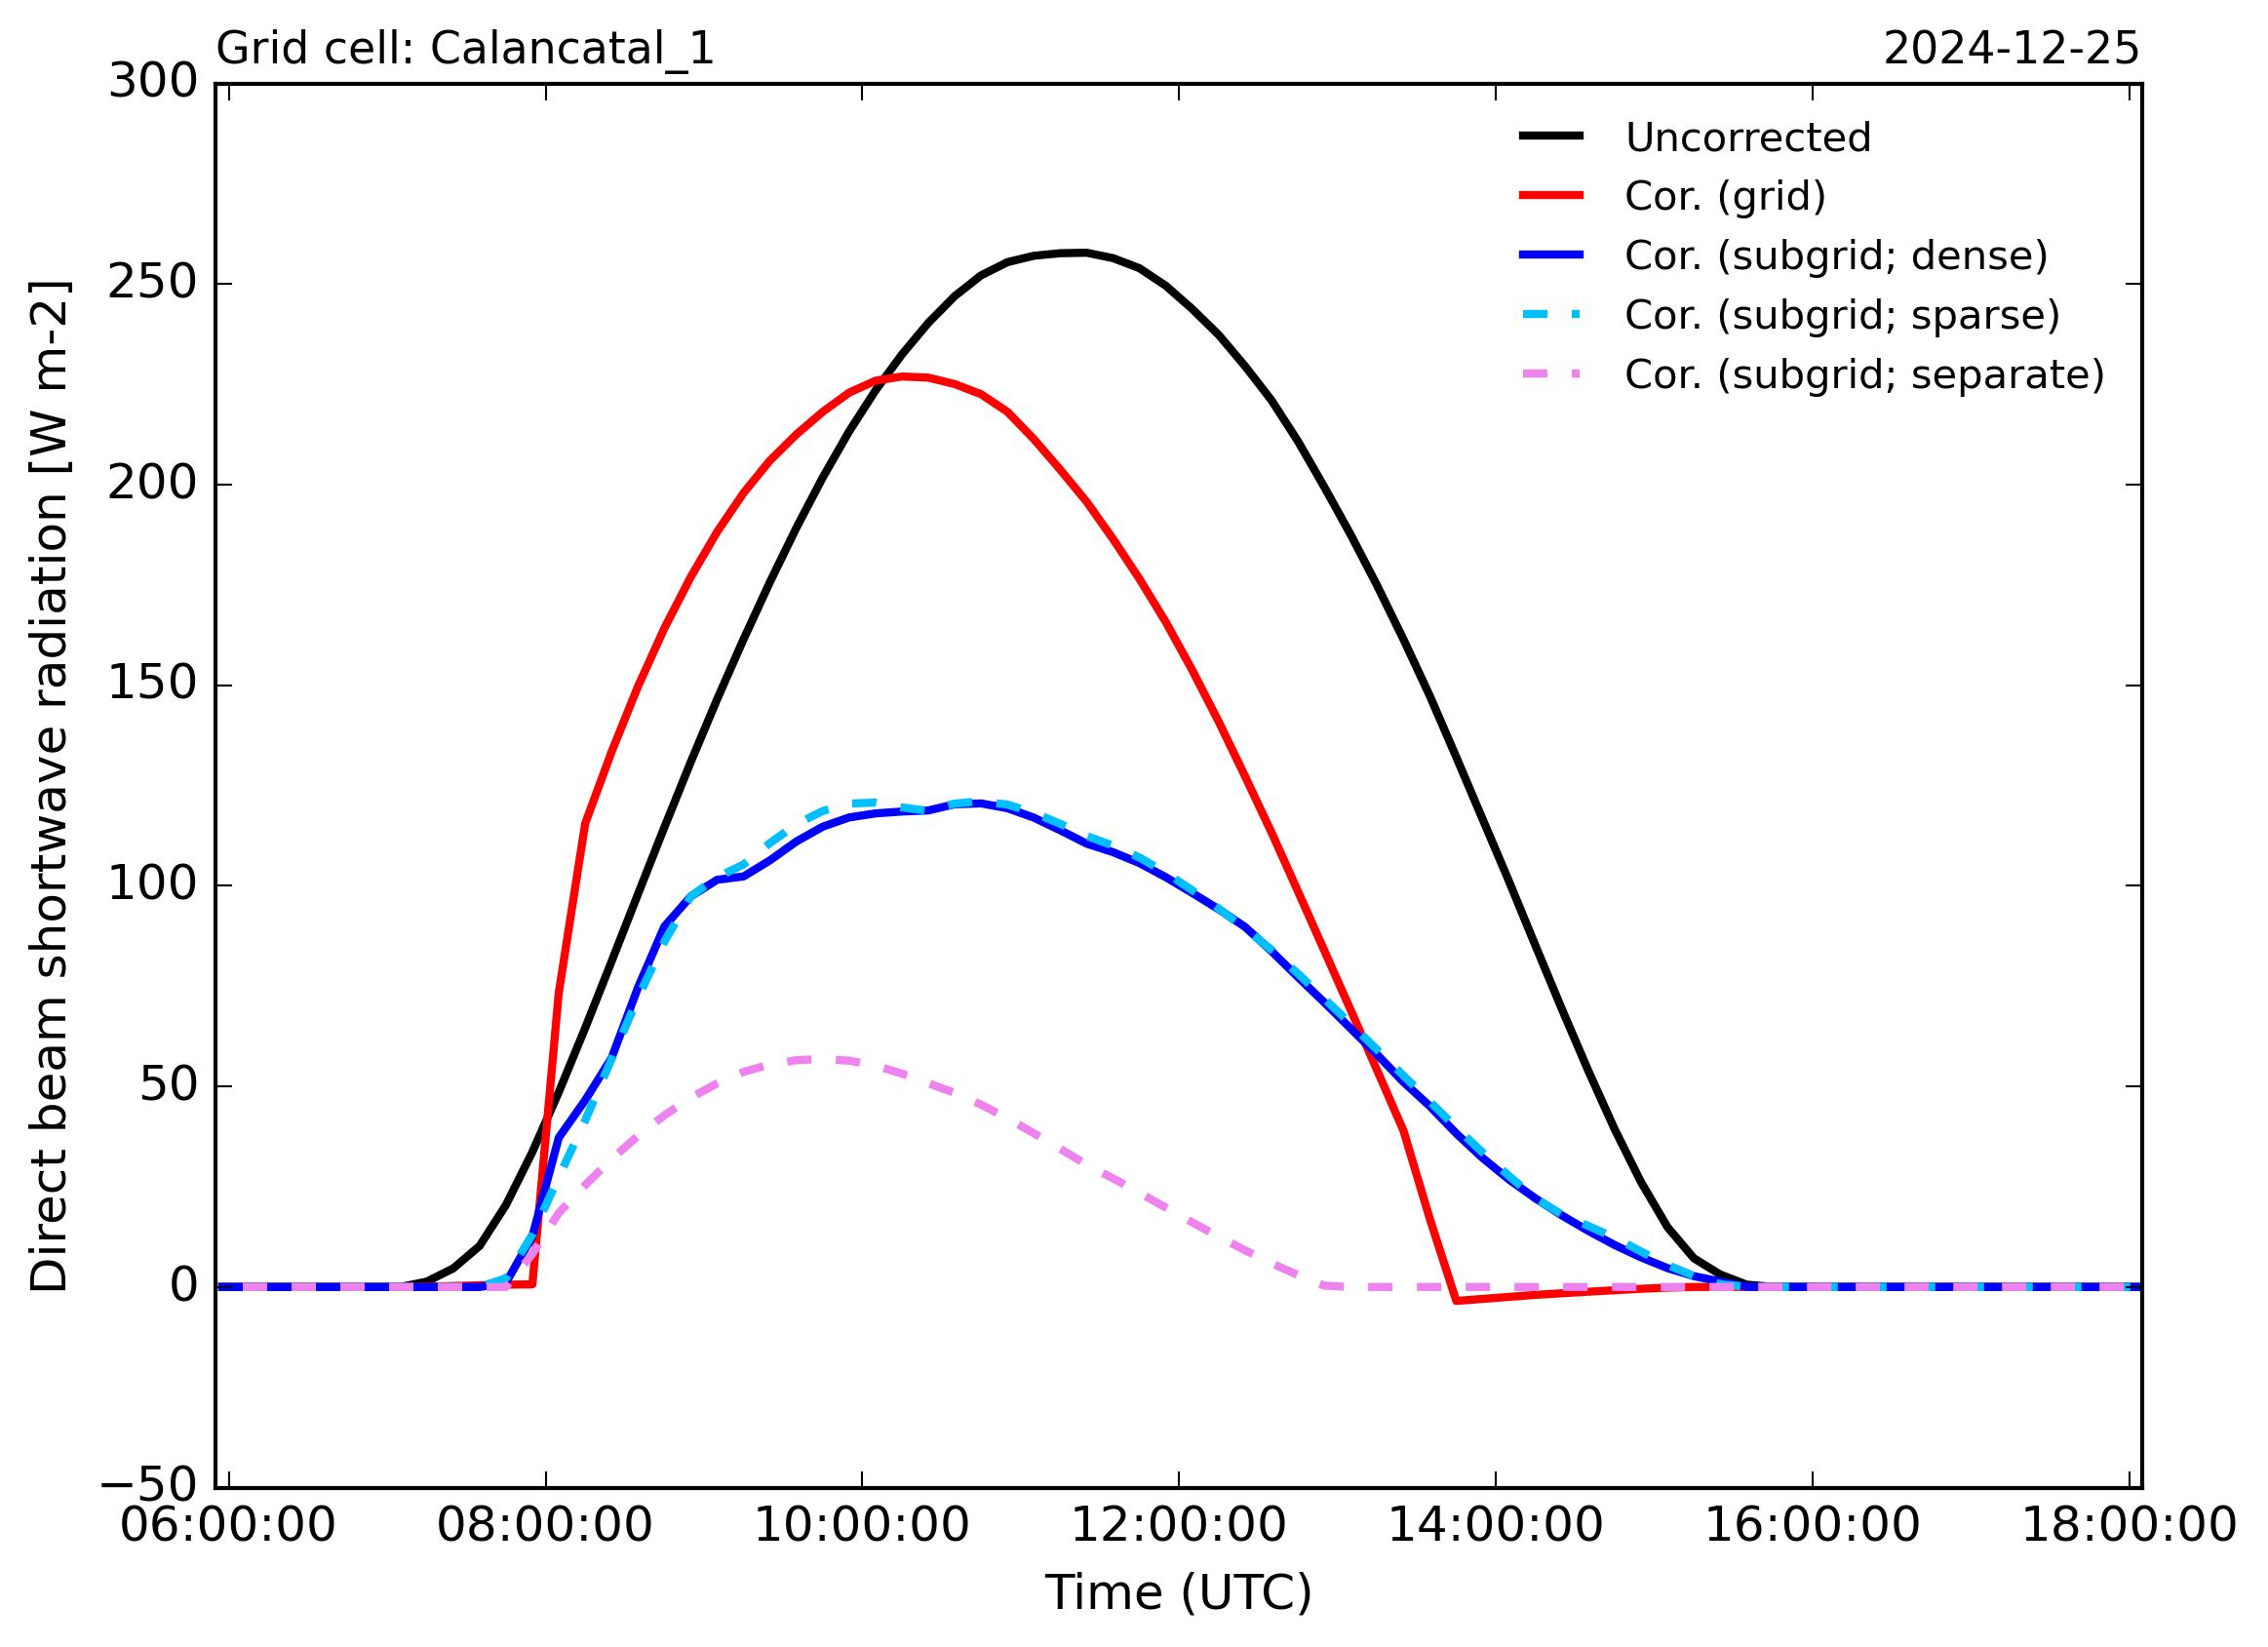 Grid cell: Calancatal_1
2024-12-25
300
250
200
150
100
50
0
−50
Direct beam shortwave radiation [W m-2]
Uncorrected
Cor. (grid)
Cor. (subgrid; dense)
Cor. (subgrid; sparse)
Cor. (subgrid; separate)
06:00:00
08:00:00
10:00:00
12:00:00
14:00:00
16:00:00
18:00:00
Time (UTC)